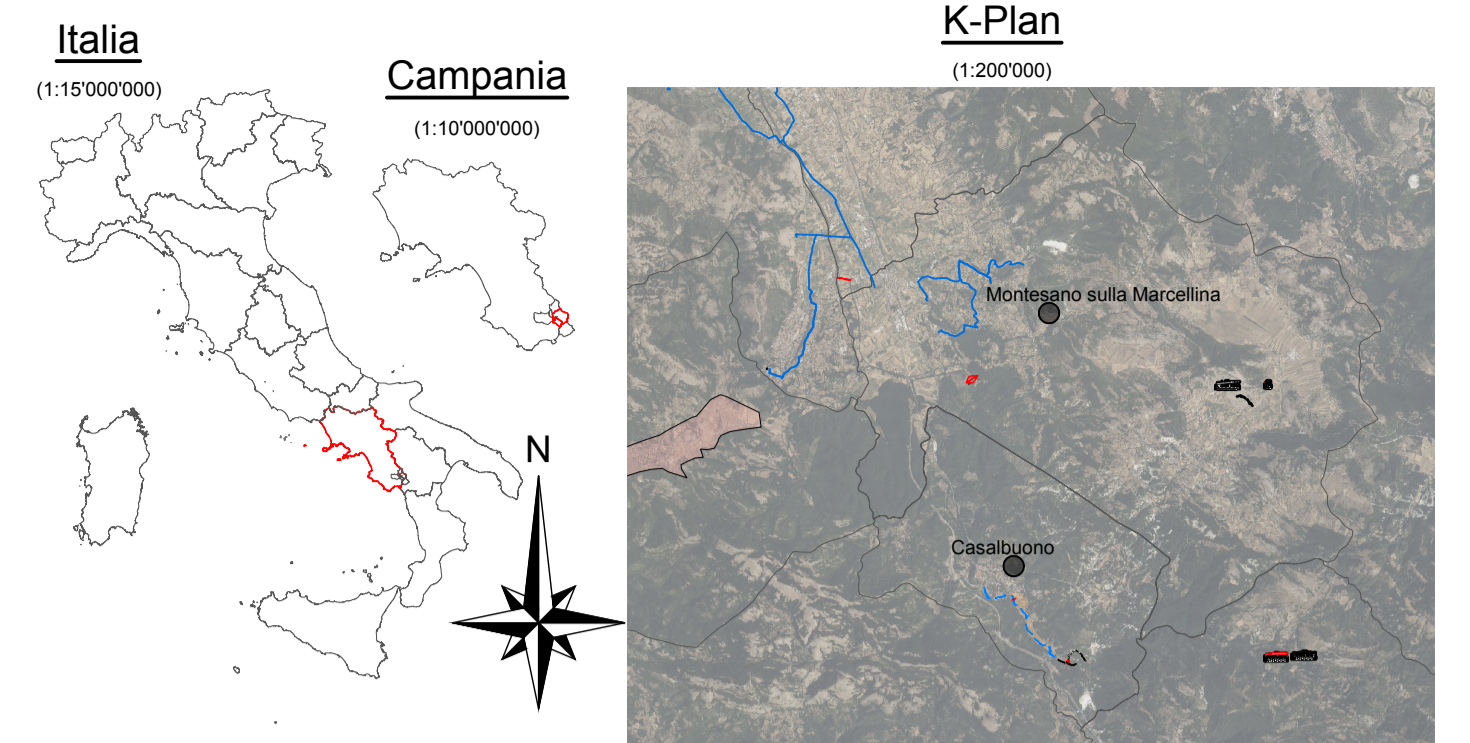 Italia
(1:15'000'000)
Campania
(1:10'000'000)
K-Plan
(1:200'000)
N
Montesano sulla Marcellina
Casalbuono